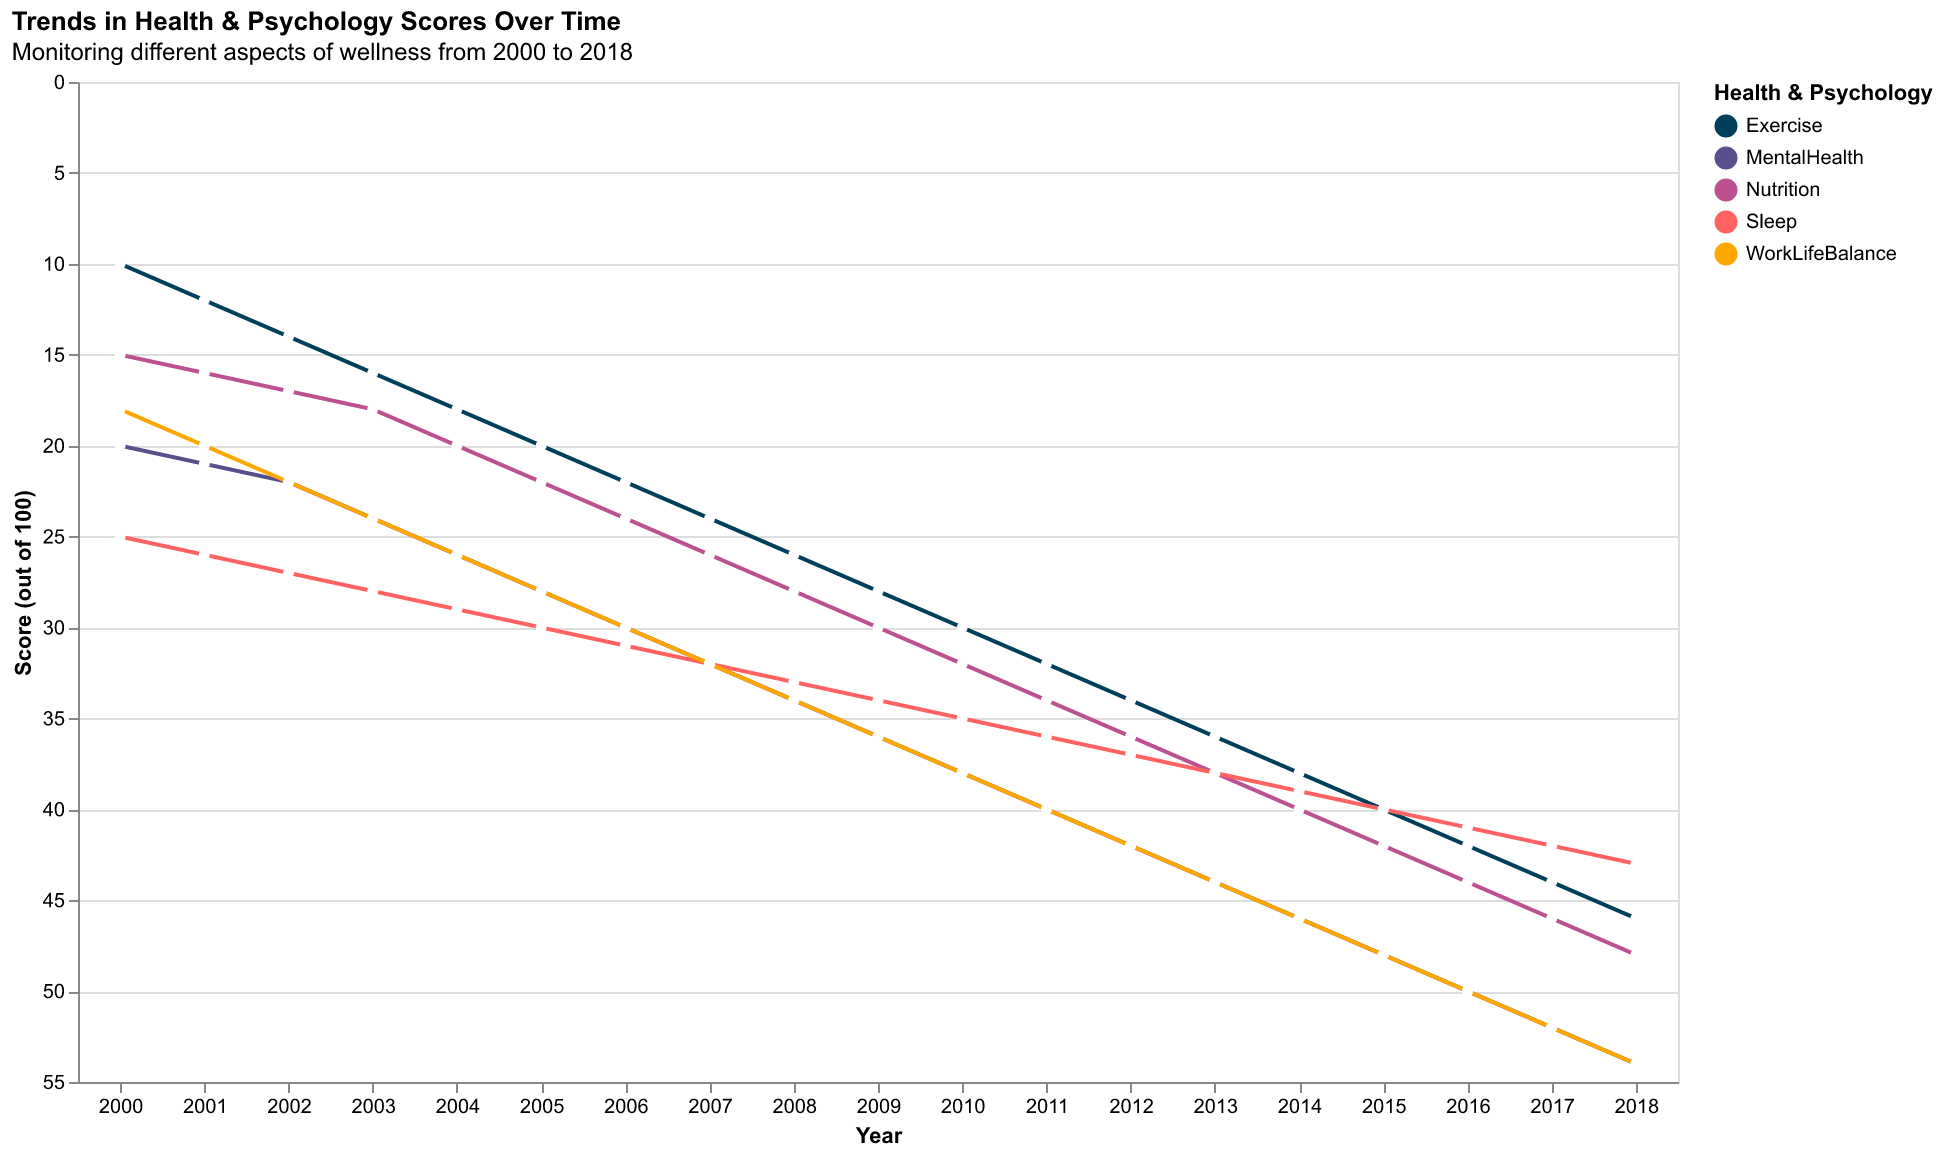 Trends in Health & Psychology Scores Over Time
Monitoring different aspects of wellness from 2000 to 2018
0
5
10
15
20
25
30
35
40
45
50
55
Score (out of 100)
2000 2001 2002 2003 2004 2005 2006 2007 2008 2009 2010 2011 2012 2013 2014 2015 2016 2017 2018
Year
Health & Psychology
Exercise
MentalHealth
Nutrition
Sleep
WorkLifeBalance